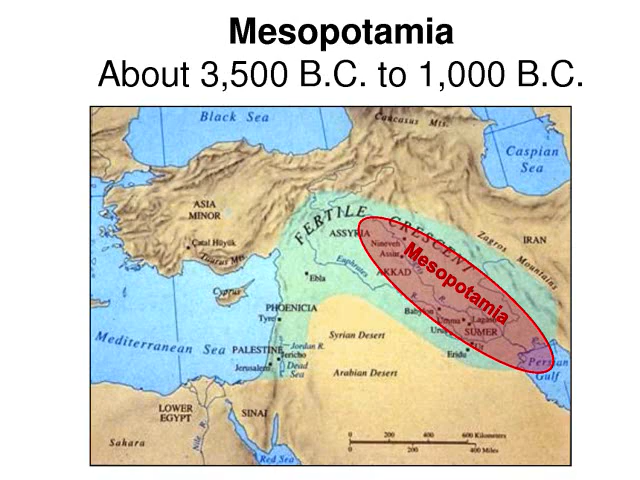 Mesopotamia
About 3,500 B.C. to 1,000 B.C.
Black Sea
Caucasus Mts.
Caspian
Sea
ASIA
MINOR
FERTILE CRESCENT
ASSYRIA
Zagros Mountains
IRAN
Çatal Hüyük
Taurus Mts.
Nineveh
Assur
Mesopotamia
Euphrates
AKKAD
Ebla
Cyprus
R.
R.
PHOENICIA
Tyre
Babylon
Umma
Lagash
Uruk
SUMER
Ur
Eridu
Mediterranean Sea
Syrian Desert
PALESTINE
Jordan R.
Jericho
Jerusalem
Dead
Sea
Persian
Gulf
Arabian Desert
LOWER
EGYPT
SINAI
Nile R.
Sahara
Red Sea
0 200 400 600 Kilometers
0 200 400 Miles